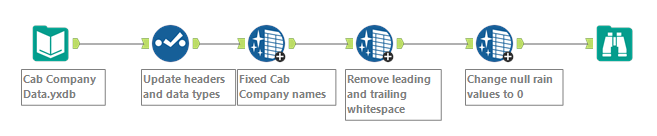 Cab Company
Data.yxdb
Update headers
and data types
Fixed Cab
Company names
Remove leading
and trailing
whitespace
Change null rain
values to 0